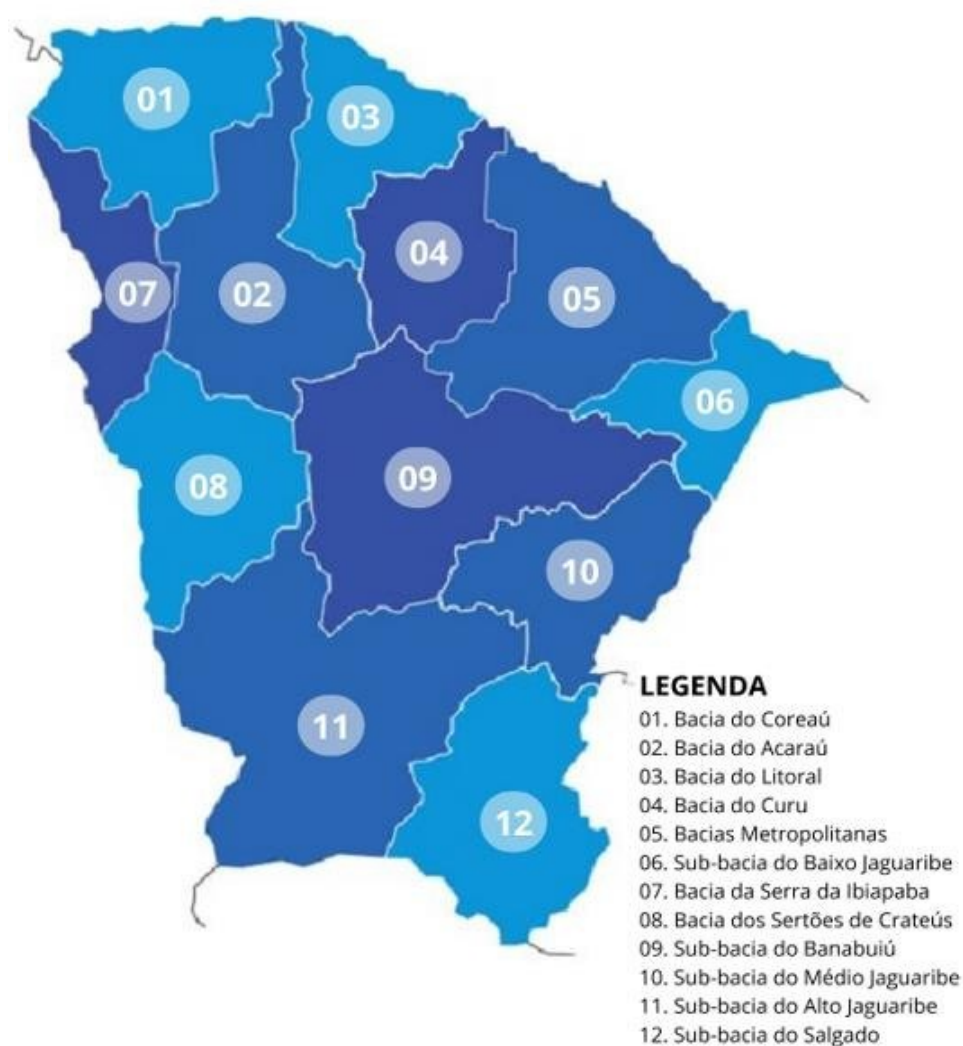 01
03
04
07
02
05
06
08
09
10
11
12
LEGENDA
01. Bacia do Coreaú
02. Bacia do Acaraú
03. Bacia do Litoral
04. Bacia do Curu
05. Bacias Metropolitanas
06. Sub-bacia do Baixo Jaguaribe
07. Bacia da Serra da Ibiapaba
08. Bacia dos Sertões de Crateús
09. Sub-bacia do Banabuiú
10. Sub-bacia do Médio Jaguaribe
11. Sub-bacia do Alto Jaguaribe
12. Sub-bacia do Salgado